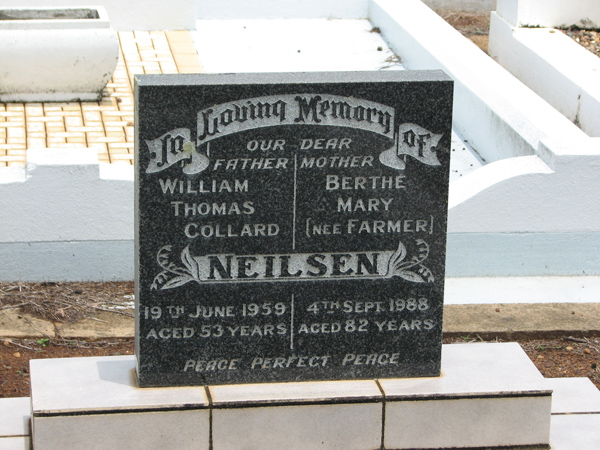 In Loving Memory of
OUR DEAR
FATHER MOTHER
WILLIAM BERTHE
THOMAS MARY
COLLARD (NEE FARMER)
NEILSEN
19TH JUNE 1959 4TH SEPT. 1988
AGED 53 YEARS AGED 82 YEARS
PEACE PERFECT PEACE